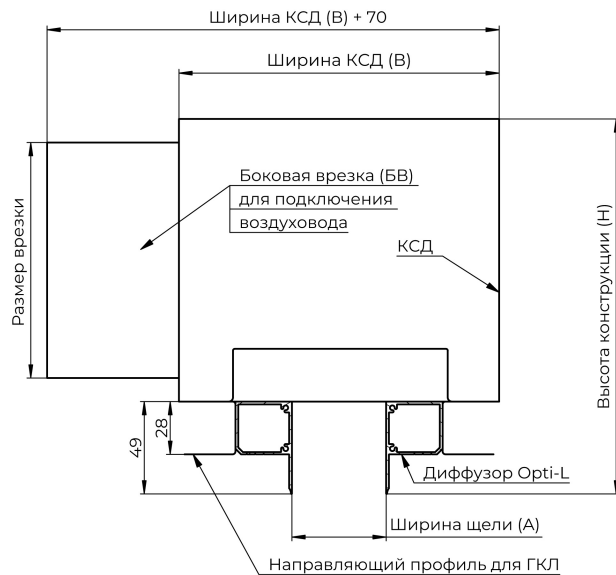 Ширина КСД (В) + 70
Ширина КСД (В)
Боковая врезка (БВ)
для подключения
воздуховода
КСД
Размер врезки
Высота конструкции (Н)
49
28
Диффузор Opti-L
Ширина щели (А)
Направляющий профиль для ГКЛ